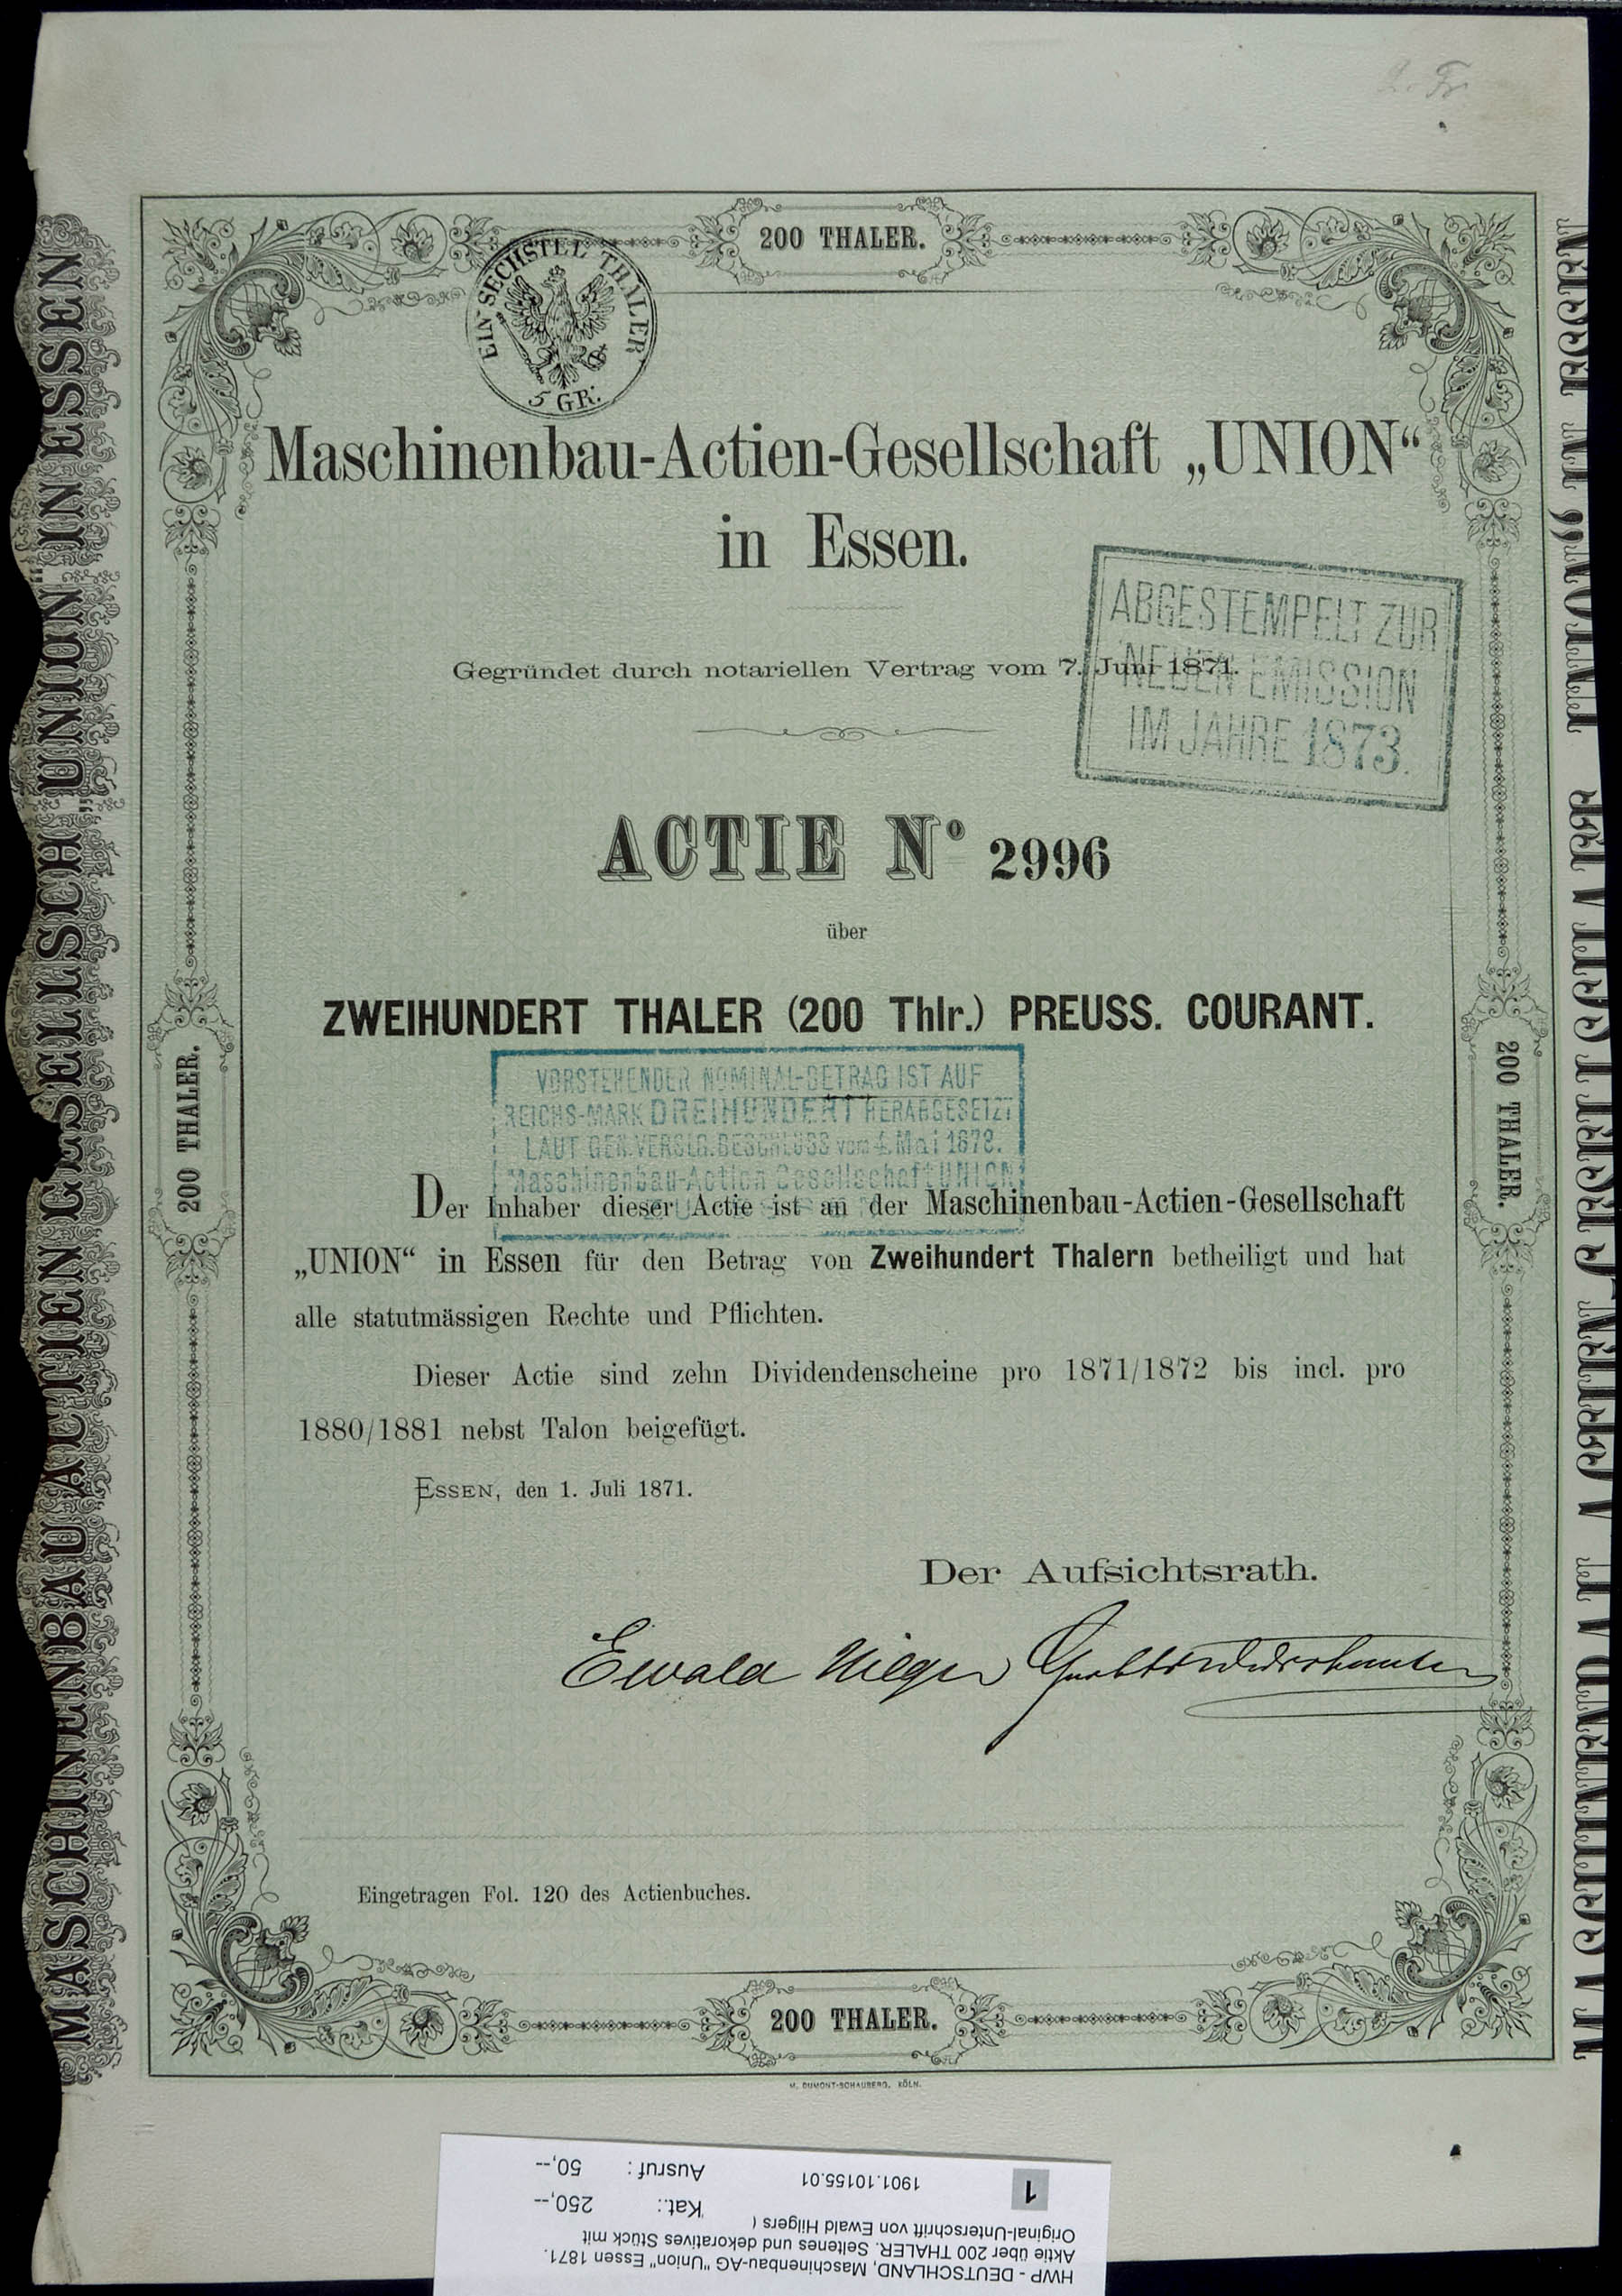 2. Fr.
200 THALER.
EIN SECHSTEL THALER
5 GR:
Maschinenbau-Actien-Gesellschaft „UNION“
in Essen.
ABGESTEMPELT ZUR
NEUEN EMISSION
IM JAHRE 1873.
Gegründet durch notariellen Vertrag vom 7. Juni 1871.
ACTIE Nº 2996
über
ZWEIHUNDERT THALER (200 Thlr.) PREUSS. COURANT.
VORSTEHENDER NOMINAL-BETRAG IST AUF
REICHS-MARK DREIHUNDERT HERABGESETZT
LAUT GEN. VERSLG. BESCHLUSS vom 4. Mai 1878.
Maschinenbau-Actien Gesellschaft UNION
Der Inhaber dieser Actie ist an der Maschinenbau-Actien-Gesellschaft
„UNION“ in Essen für den Betrag von Zweihundert Thalern betheiligt und hat
alle statutmässigen Rechte und Pflichten.
Dieser Actie sind zehn Dividendenscheine pro 1871/1872 bis incl. pro
1880/1881 nebst Talon beigefügt.
ESSEN, den 1. Juli 1871.
Der Aufsichtsrath.
Ewald Hilger
Eingetragen Fol. 120 des Actienbuches.
200 THALER.
200 THALER.
200 THALER.
M. DUMONT-SCHAUBERG, KÖLN.
MASCHINENBAU ACTIEN GESELLSCH „UNION“ IN ESSEN
HWP - DEUTSCHLAND, Maschinenbau-AG "Union" Essen 1871.
Aktie über 200 THALER. Seltenes und dekoratives Stück mit
Original-Unterschrift von Ewald Hilgers (
Kat.: 250,--
1 1901.10155.01 Ausruf : 50,--